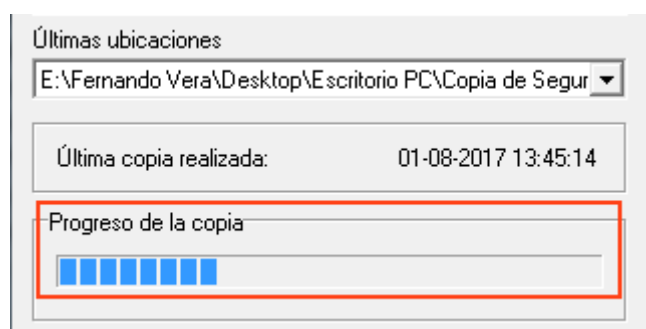 Últimas ubicaciones
E:\Fernando Vera\Desktop\Escritorio PC\Copia de Segur
Última copia realizada: 01-08-2017 13:45:14
Progreso de la copia